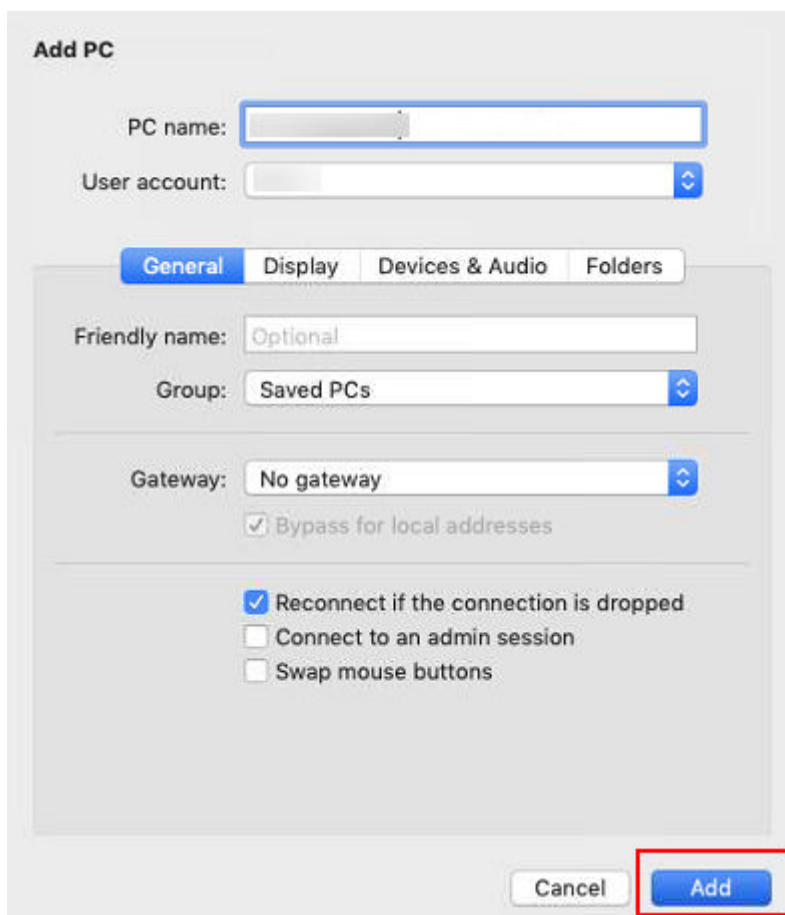 Add PC
PC name:
User account:
General Display Devices & Audio Folders
Friendly name: Optional
Group: Saved PCs
Gateway: No gateway
Bypass for local addresses
Reconnect if the connection is dropped
Connect to an admin session
Swap mouse buttons
Cancel Add